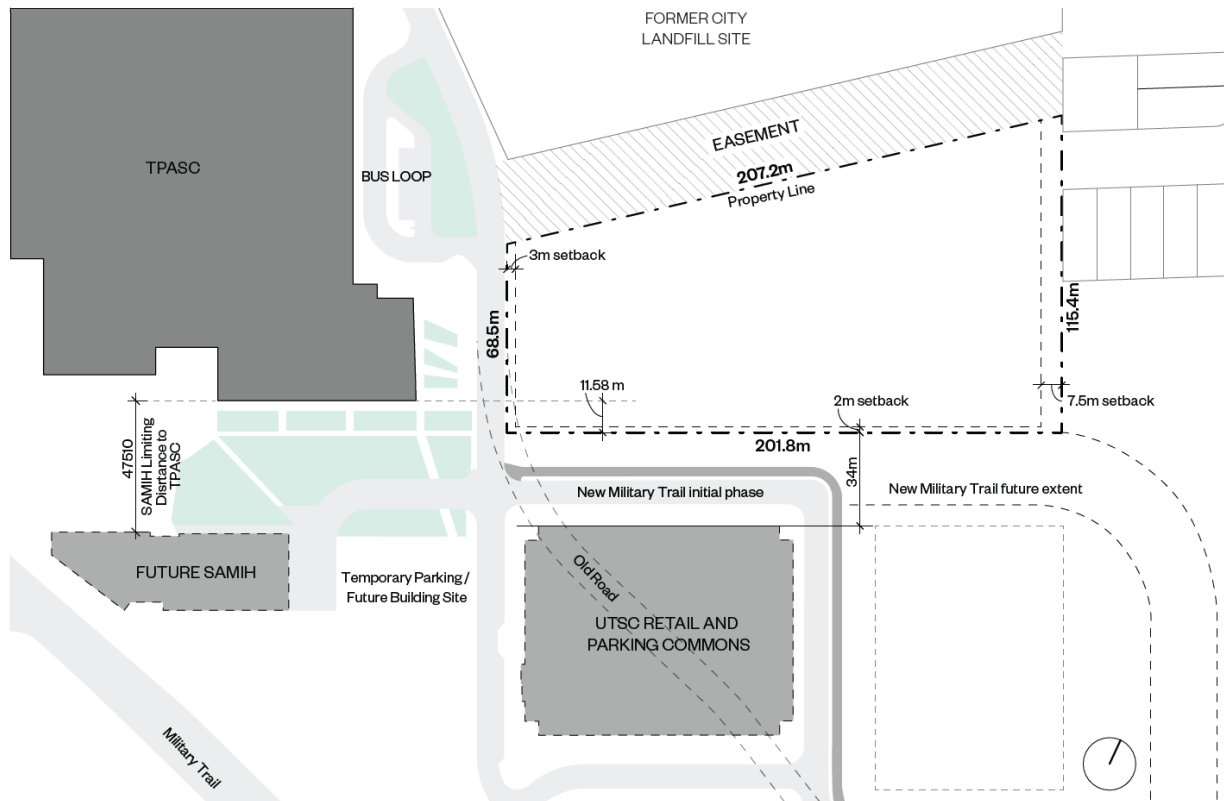 FORMER CITY
LANDFILL SITE
EASEMENT
207.2m
Property Line
TPASC
BUS LOOP
3m setback
68.5m
115.4m
11.58 m
2m setback
7.5m setback
201.8m
47510
SAMIH Limiting
Disrtance to
TPASC
34m
New Military Trail initial phase
New Military Trail future extent
FUTURE SAMIH
Temporary Parking /
Future Building Site
Old Road
UTSC RETAIL AND
PARKING COMMONS
Military Trail